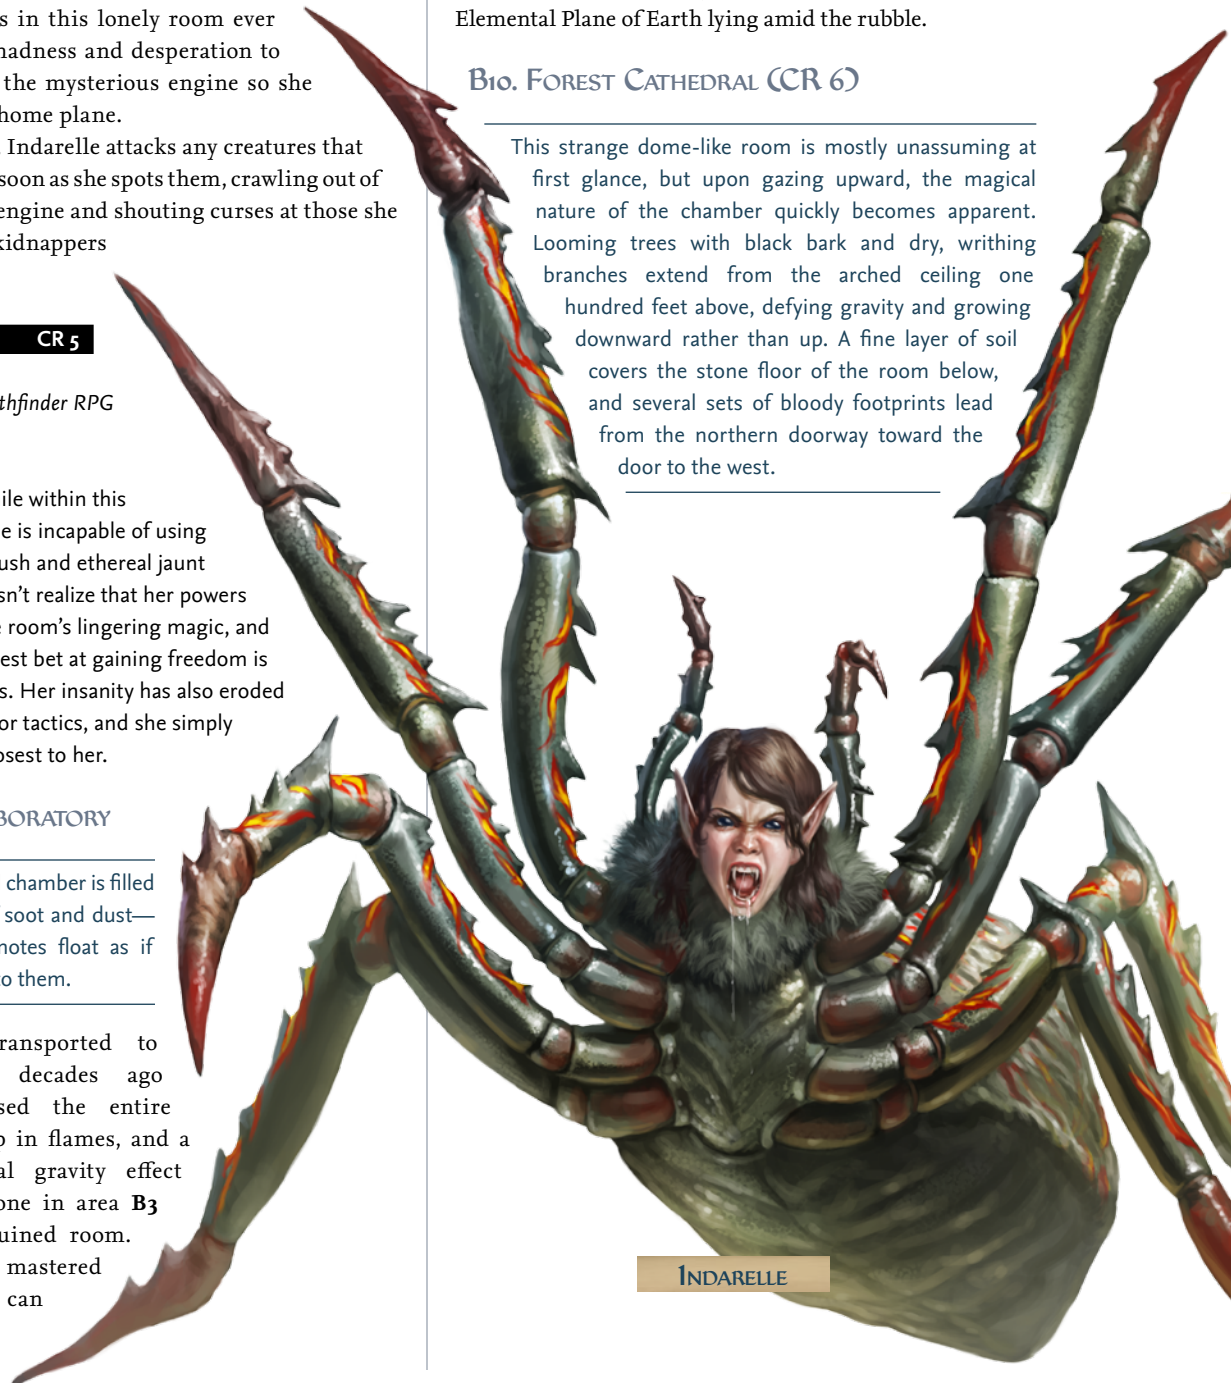 s in this lonely room ever
nadness and desperation to
the mysterious engine so she
home plane.
Indarelle attacks any creatures that
soon as she spots them, crawling out of
engine and shouting curses at those she
kidnappers
CR 5
thfinder RPG
ile within this
e is incapable of using
ush and ethereal jaunt
sn't realize that her powers
e room's lingering magic, and
est bet at gaining freedom is
s. Her insanity has also eroded
or tactics, and she simply
osest to her.
BORATORY
chamber is filled
f soot and dust—
notes float as if
to them.
ransported to
decades ago
sed the entire
p in flames, and a
al gravity effect
one in area B3
uined room.
mastered
can
Elemental Plane of Earth lying amid the rubble.
B10. Forest Cathedral (CR 6)
This strange dome-like room is mostly unassuming at
first glance, but upon gazing upward, the magical
nature of the chamber quickly becomes apparent.
Looming trees with black bark and dry, writhing
branches extend from the arched ceiling one
hundred feet above, defying gravity and growing
downward rather than up. A fine layer of soil
covers the stone floor of the room below,
and several sets of bloody footprints lead
from the northern doorway toward the
door to the west.
Indarelle